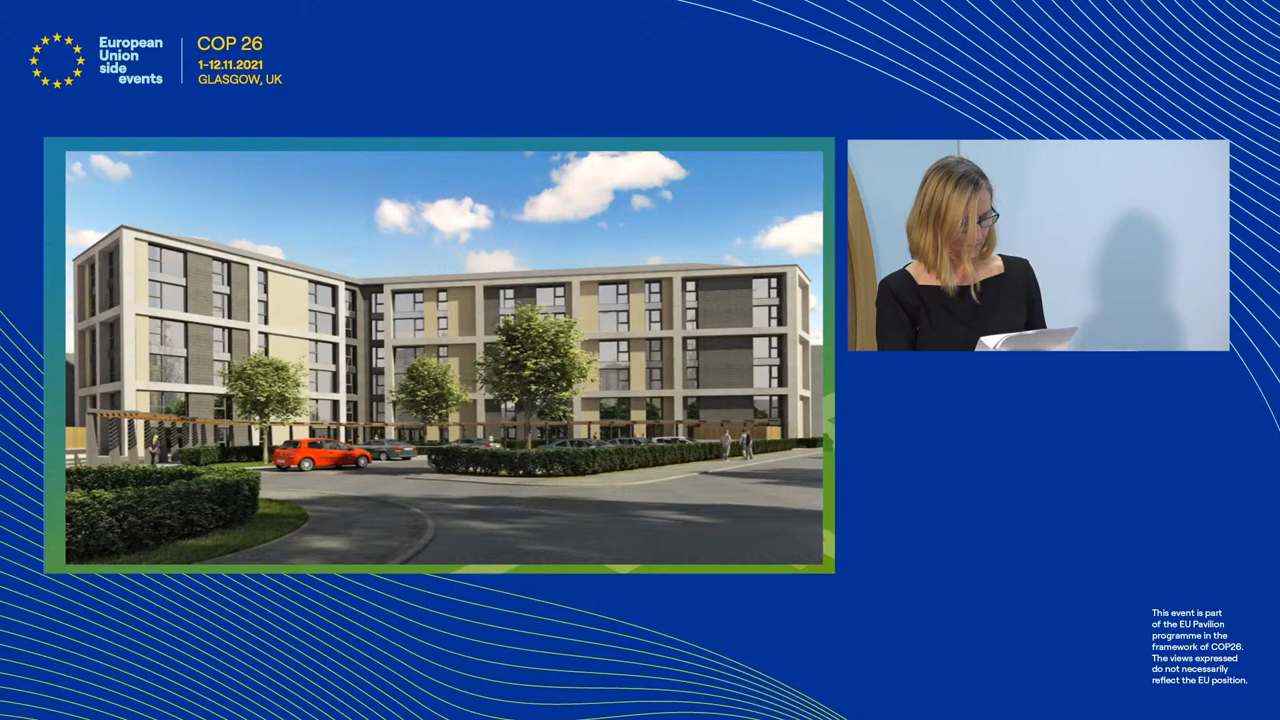 European
Union
side
events
COP 26
1-12.11.2021
GLASGOW, UK
This event is part
of the EU Pavilion
programme in the
framework of COP26.
The views expressed
do not necessarily
reflect the EU position.